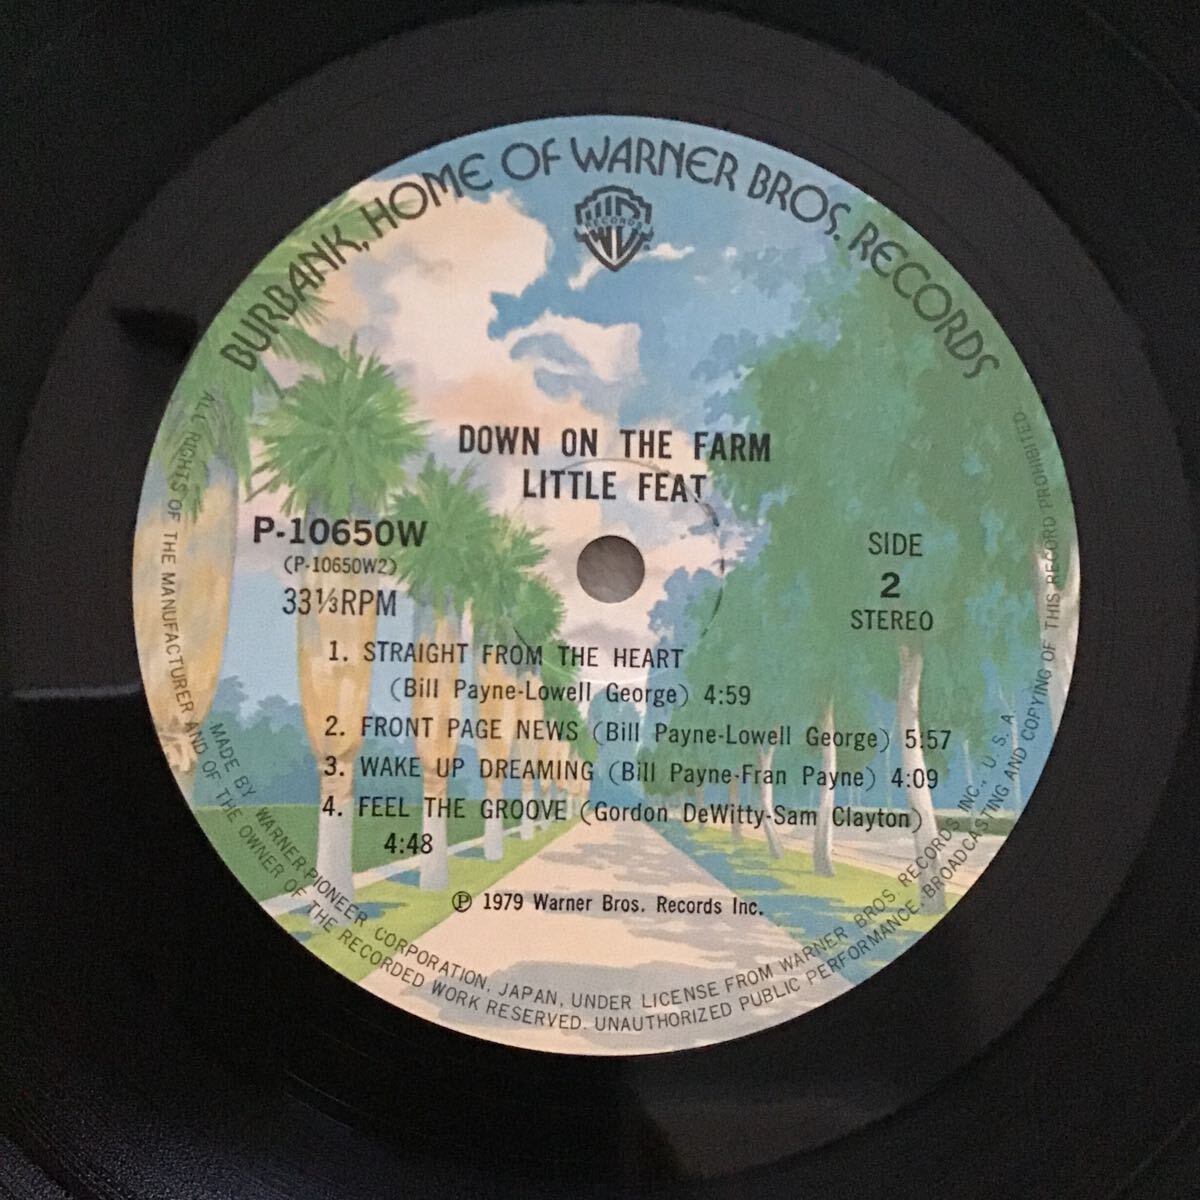 BURBANK, HOME OF WARNER BROS. RECORDS
RECORDS
DOWN ON THE FARM
LITTLE FEAT
P-10650W
(P-10650W2)
33⅓RPM
SIDE
2
STEREO
1. STRAIGHT FROM THE HEART
(Bill Payne-Lowell George) 4:59
2. FRONT PAGE NEWS (Bill Payne-Lowell George) 5:57
3. WAKE UP DREAMING (Bill Payne-Fran Payne) 4:09
4. FEEL THE GROOVE (Gordon DeWitty-Sam Clayton)
4:48
Ⓟ 1979 Warner Bros. Records Inc.
MADE BY WARNER-PIONEER CORPORATION, JAPAN, UNDER LICENSE FROM WARNER BROS. RECORDS, INC., U. S. A.
ALL RIGHTS OF THE MANUFACTURER AND OF THE OWNER OF THE RECORDED WORK RESERVED. UNAUTHORIZED PUBLIC PERFORMANCE, BROADCASTING AND COPYING OF THIS RECORD PROHIBITED.